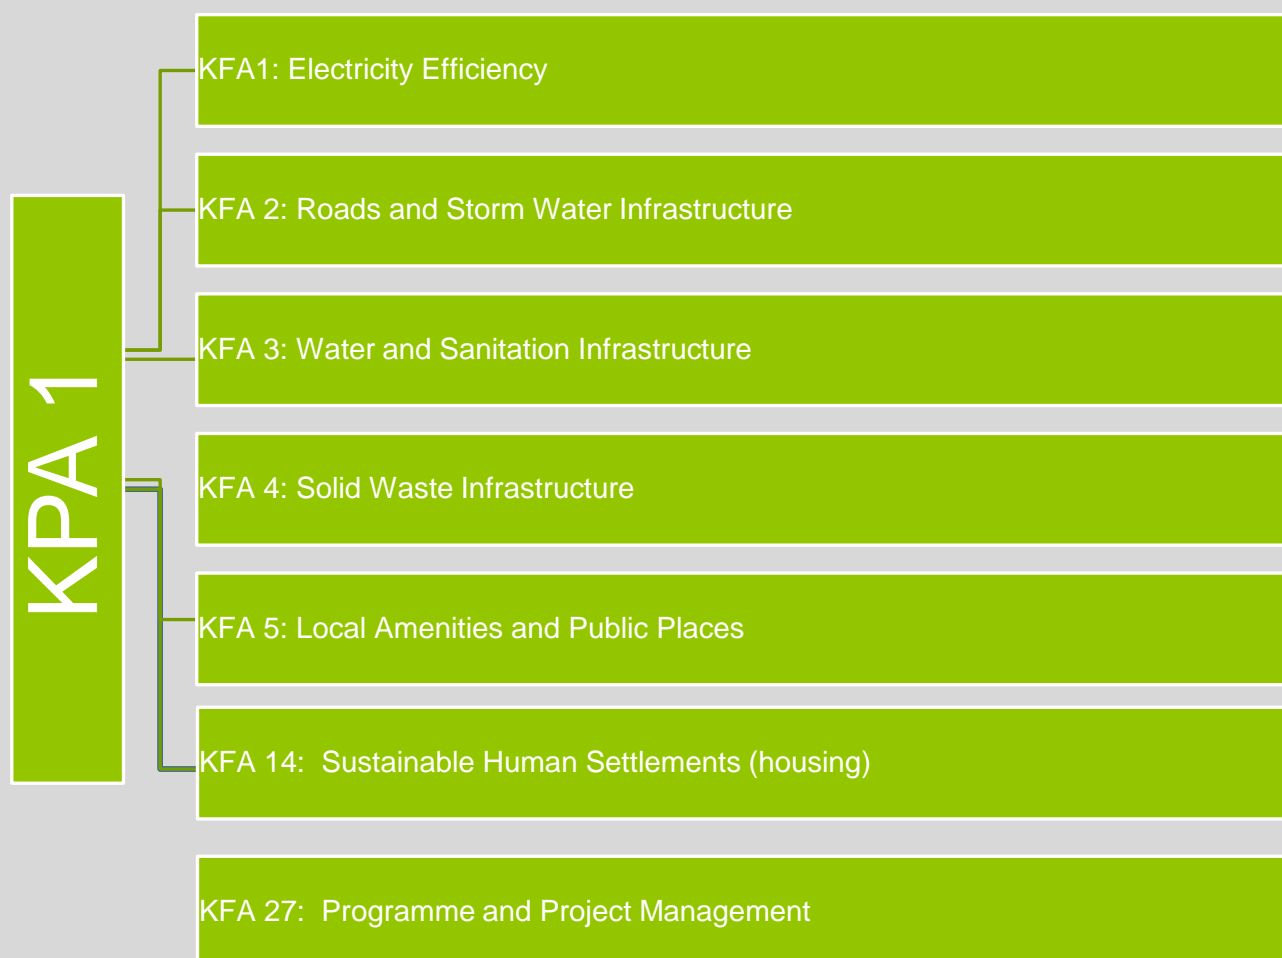 KPA 1
KFA1: Electricity Efficiency
KFA 2: Roads and Storm Water Infrastructure
KFA 3: Water and Sanitation Infrastructure
KFA 4: Solid Waste Infrastructure
KFA 5: Local Amenities and Public Places
KFA 14:  Sustainable Human Settlements (housing)
KFA 27:  Programme and Project Management